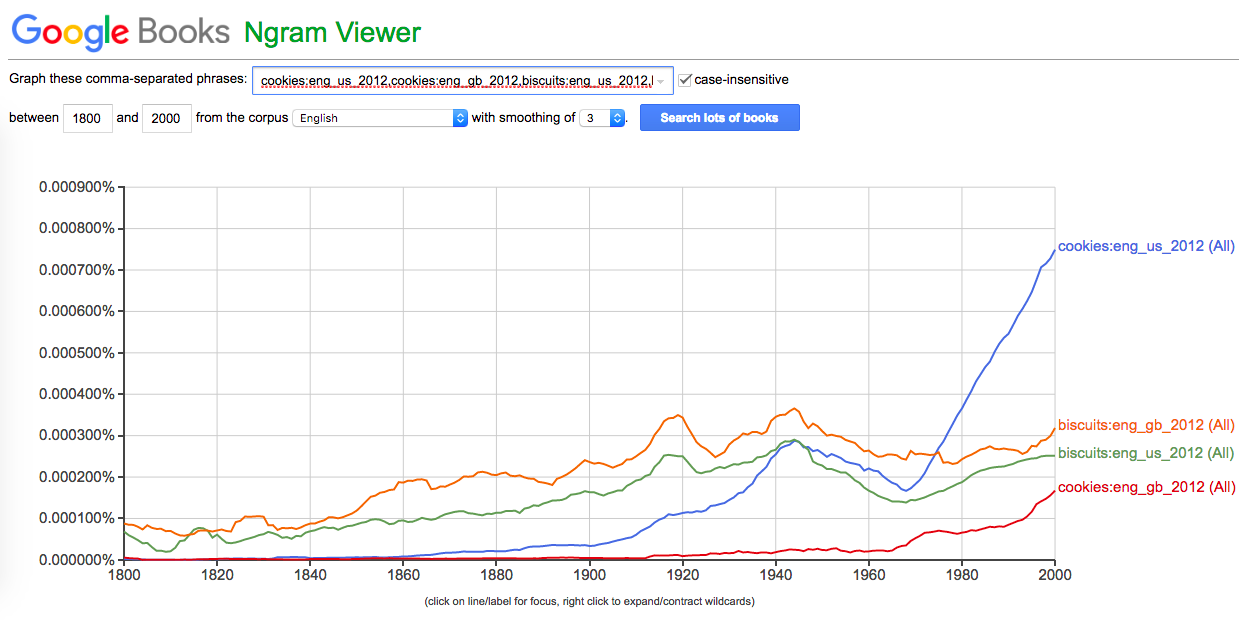 Google Books Ngram Viewer
Graph these comma-separated phrases: cookies:eng_us_2012,cookies:eng_gb_2012,biscuits:eng_us_2012, case-insensitive
between 1800 and 2000 from the corpus English with smoothing of 3 . Search lots of books
0.000900%
0.000800%
0.000700%
0.000600%
0.000500%
0.000400%
0.000300%
0.000200%
0.000100%
0.000000%
cookies:eng_us_2012 (All)
biscuits:eng_gb_2012 (All)
biscuits:eng_us_2012 (All)
cookies:eng_gb_2012 (All)
1800 1820 1840 1860 1880 1900 1920 1940 1960 1980 2000
(click on line/label for focus, right click to expand/contract wildcards)